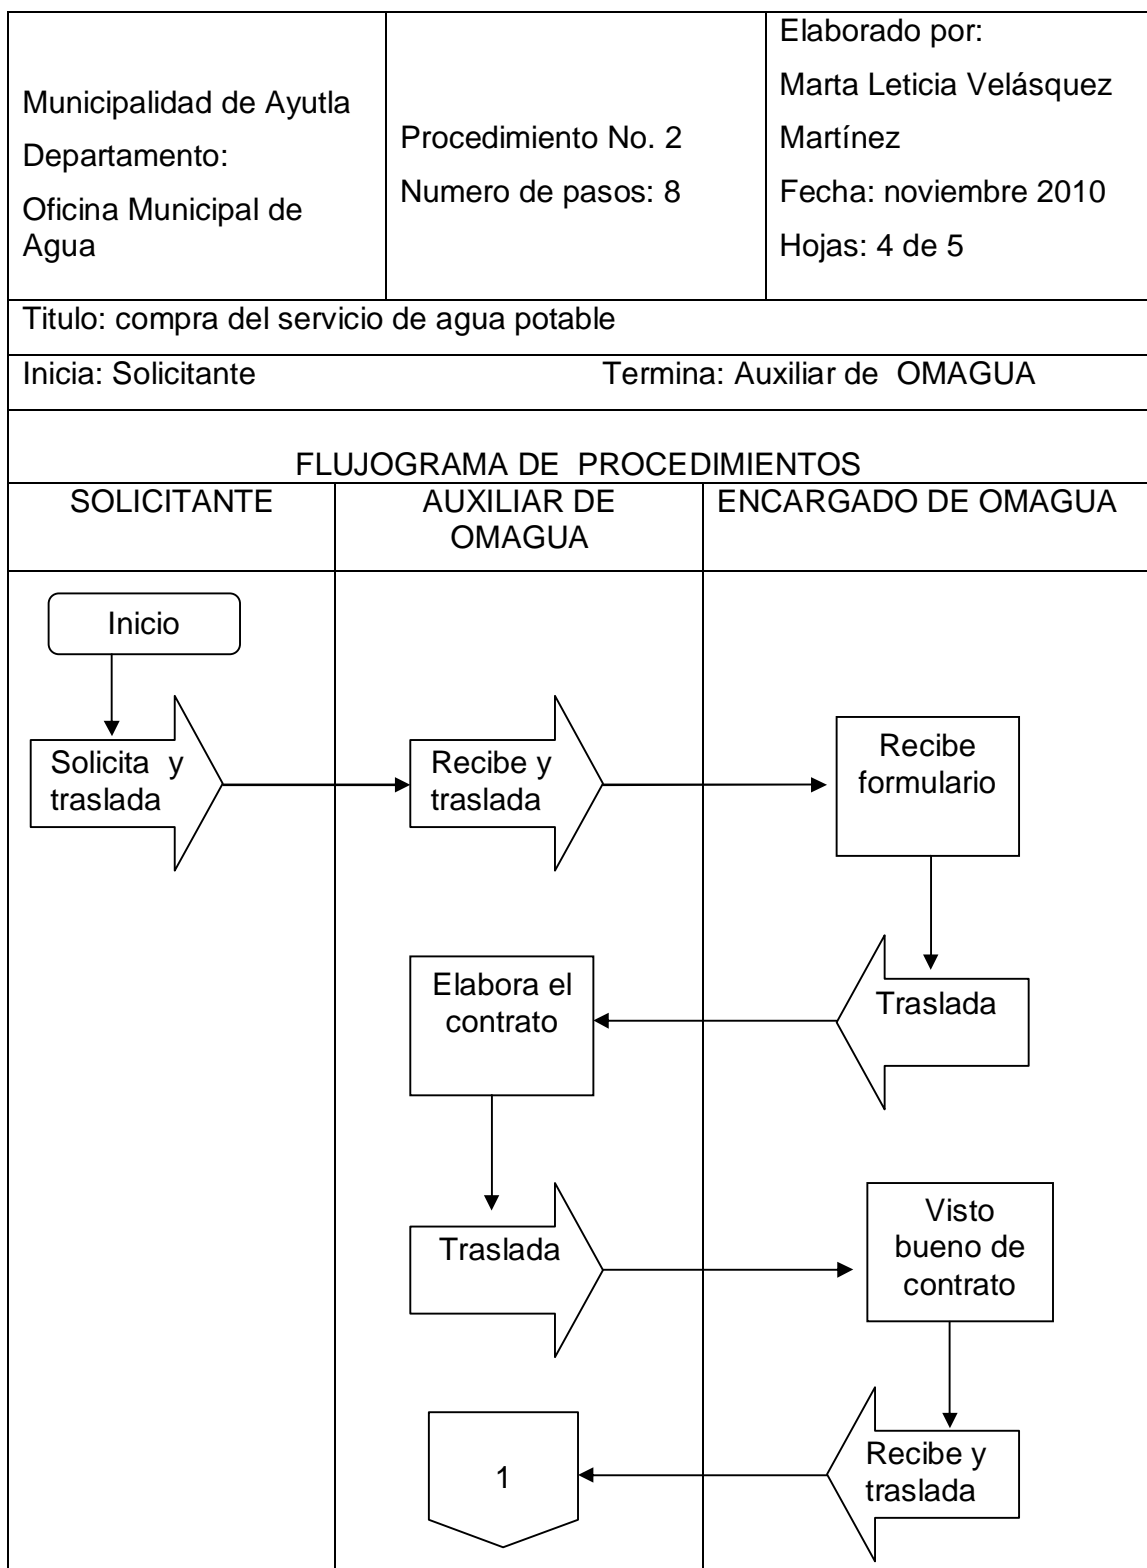 Municipalidad de Ayutla
Departamento:
Oficina Municipal de
Agua
Procedimiento No. 2
Numero de pasos: 8
Elaborado por:
Marta Leticia Velásquez
Martínez
Fecha: noviembre 2010
Hojas: 4 de 5
Titulo: compra del servicio de agua potable
Inicia: Solicitante Termina: Auxiliar de OMAGUA
FLUJOGRAMA DE PROCEDIMIENTOS
SOLICITANTE
AUXILIAR DE
OMAGUA
ENCARGADO DE OMAGUA
Inicio
Solicita y
traslada
Recibe y
traslada
Recibe
formulario
Traslada
Elabora el
contrato
Traslada
Visto
bueno de
contrato
Recibe y
traslada
1